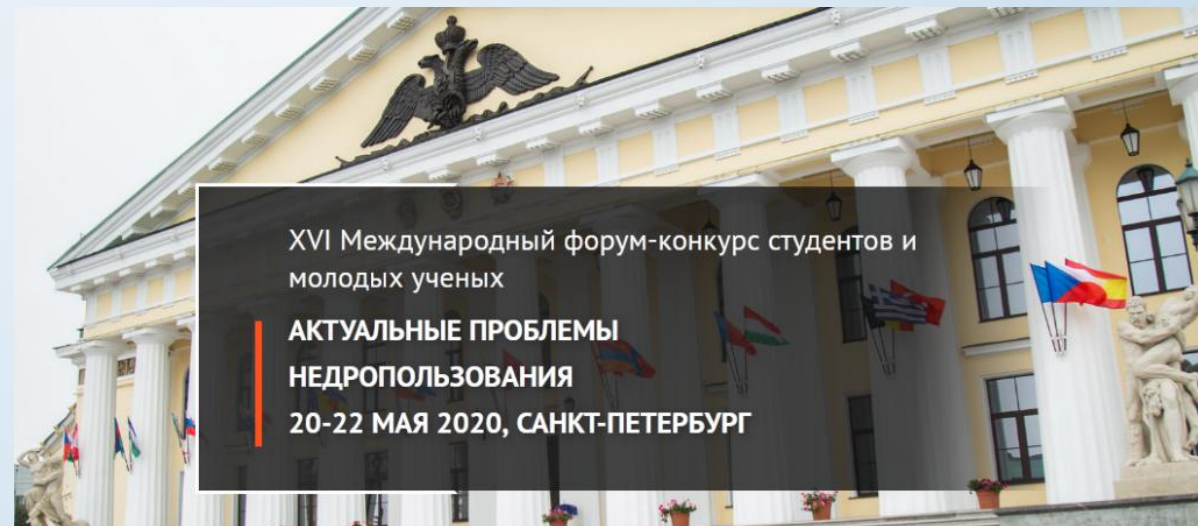 XVI Международный форум-конкурс студентов и
молодых ученых
АКТУАЛЬНЫЕ ПРОБЛЕМЫ
НЕДРОПОЛЬЗОВАНИЯ
20-22 МАЯ 2020, САНКТ-ПЕТЕРБУРГ